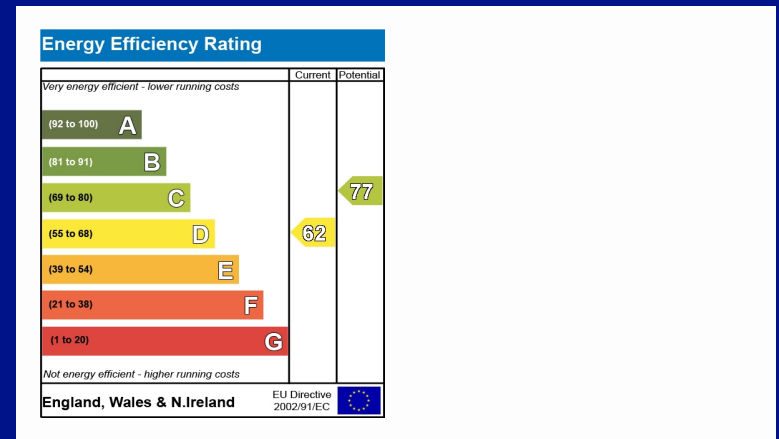 Energy Efficiency Rating
Current Potential
Very energy efficient - lower running costs
(92 to 100) A
(81 to 91) B
(69 to 80) C
77
(55 to 68) D
62
(39 to 54) E
(21 to 38) F
(1 to 20) G
Not energy efficient - higher running costs
England, Wales & N.Ireland
EU Directive
2002/91/EC